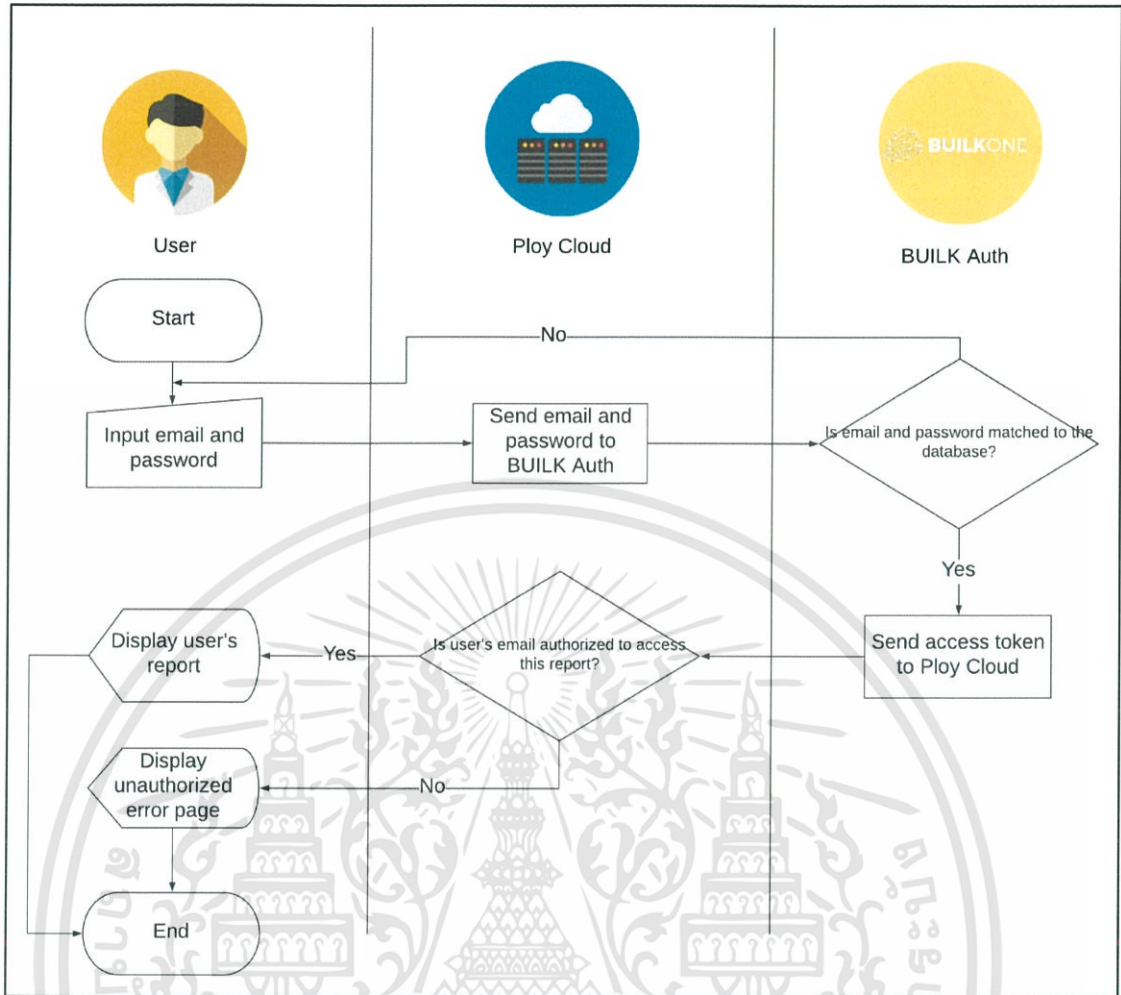 BUILKONE
User
Ploy Cloud
BUILK Auth
Start
No
Input email and
password
Send email and
password to
BUILK Auth
Is email and password matched to the
database?
Yes
Display user's
report
Yes
Is user's email authorized to access
this report?
Send access token
to Ploy Cloud
Display
unauthorized
error page
No
End